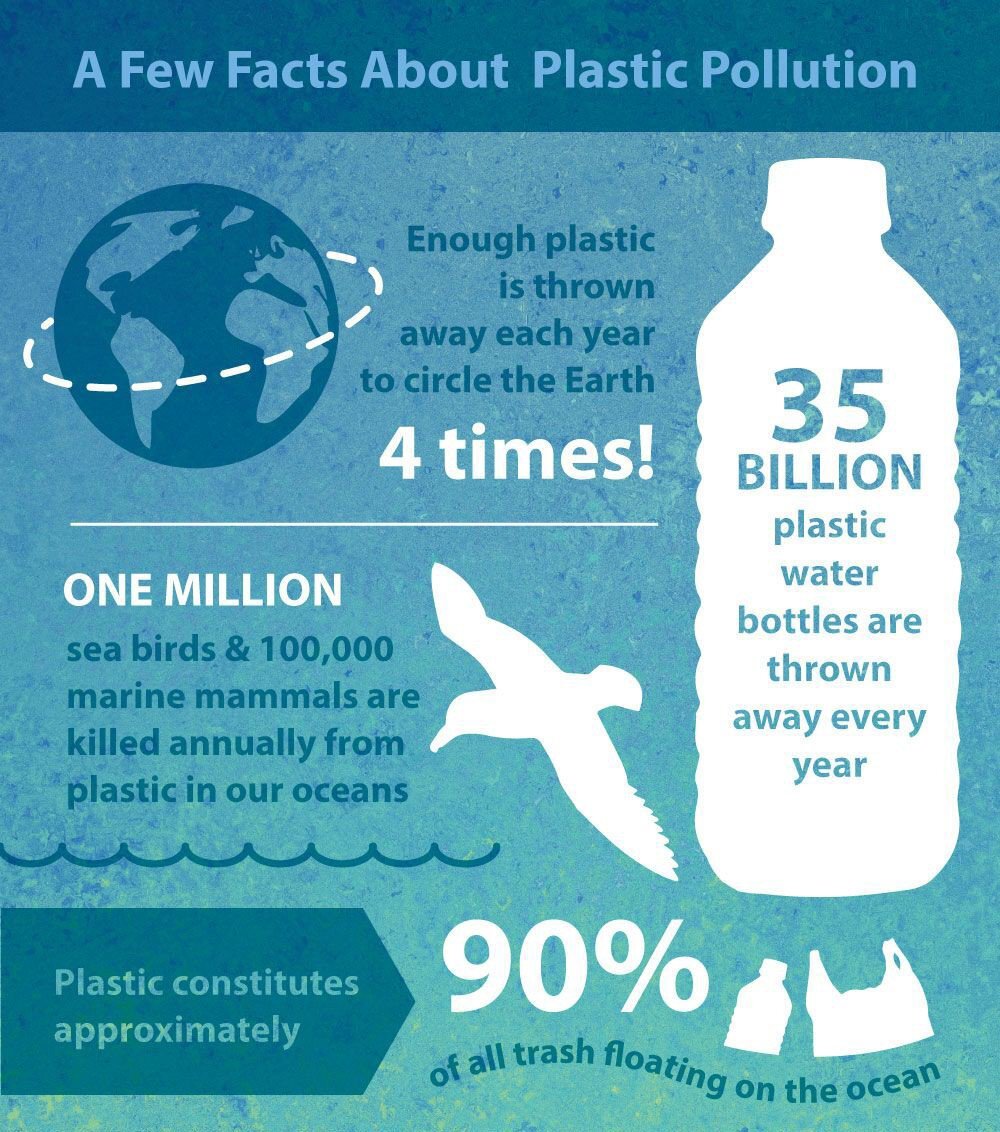 A Few Facts About Plastic Pollution
Enough plastic
is thrown
away each year
to circle the Earth
4 times!
35
BILLION
plastic
water
bottles are
thrown
away every
year
ONE MILLION
sea birds & 100,000
marine mammals are
killed annually from
plastic in our oceans
Plastic constitutes
approximately
90%
of all trash floating on the ocean